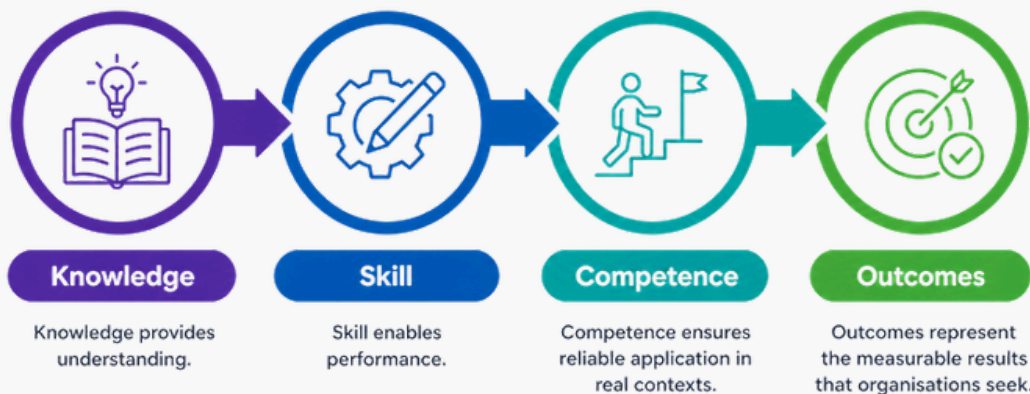 Knowledge
Skill
Competence
Outcomes
Knowledge provides
understanding.
Skill enables
performance.
Competence ensures
reliable application in
real contexts.
Outcomes represent
the measurable results
that organisations seek.